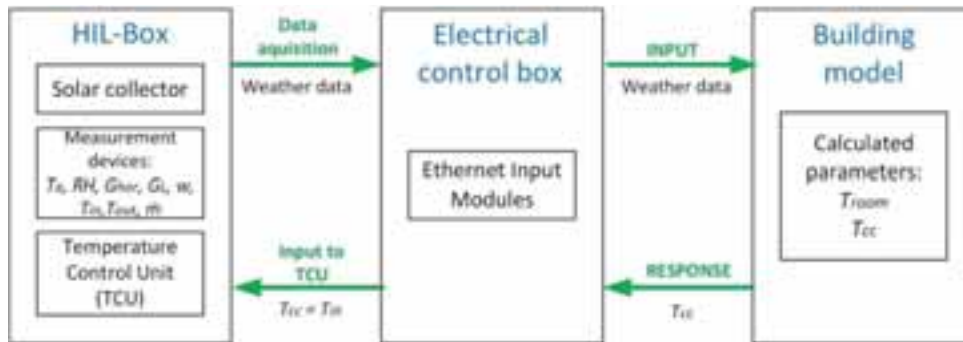 HIL-Box
Solar collector
Measurement
devices:
Ta, RH, Ghor, G, w,
Tin,Tout, ṁ
Temperature
Control Unit
(TCU)
Data
aquisition
Weather data
Input to
TCU
Tcc = Tin
Electrical
control box
Ethernet Input
Modules
INPUT
Weather data
RESPONSE
Tcc
Building
model
Calculated
parameters:
Troom
Tcc